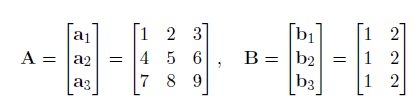 A = [a₁ a₂ a₃] = [1 2 3 4 5 6 7 8 9], B = [b₁ b₂ b₃] = [1 2 1 2 1 2]